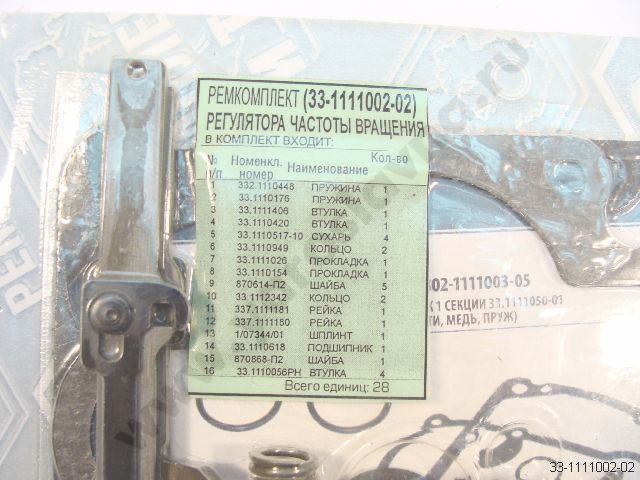 РЕМКОМПЛЕКТ (33-1111002-02)
РЕГУЛЯТОРА ЧАСТОТЫ ВРАЩЕНИЯ
В КОМПЛЕКТ ВХОДИТ:
№ п/п Номенкл. номер Наименование Кол-во
1 332.1110448 ПРУЖИНА 1
2 33.1110176 ПРУЖИНА 1
3 33.1111406 ВТУЛКА 1
4 33.1110420 ВТУЛКА 1
5 33.1110517-10 СУХАРЬ 4
6 33.1110949 КОЛЬЦО 2
7 33.1111026 ПРОКЛАДКА 1
8 33.1110154 ПРОКЛАДКА 1
9 870614-П2 ШАЙБА 5
10 33.1112342 КОЛЬЦО 2
11 337.1111181 РЕЙКА 1
12 337.1111180 РЕЙКА 1
13 1/07344/01 ШПЛИНТ 1
14 33.1110618 ПОДШИПНИК 1
15 870868-П2 ШАЙБА 1
16 33.1110056РН ВТУЛКА 4
Всего единиц: 28
02-1111003-05
К 1 СЕКЦИИ 33.1111050-01
ТИ, МЕДЬ, ПРУЖ)
33-1111002-02